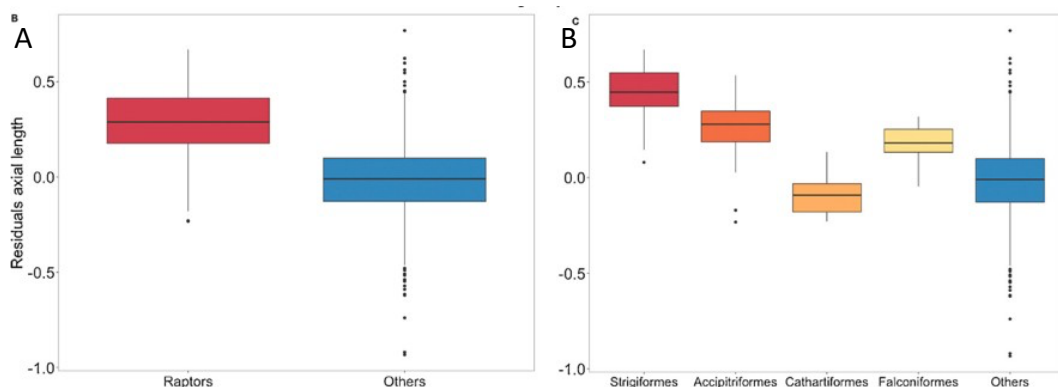 B
A
Residuals axial length
0.5
0.0
-0.5
-1.0
Raptors
Others
C
B
0.5
0.0
-0.5
-1.0
Strigiformes
Accipitriformes
Cathartiformes
Falconiformes
Others